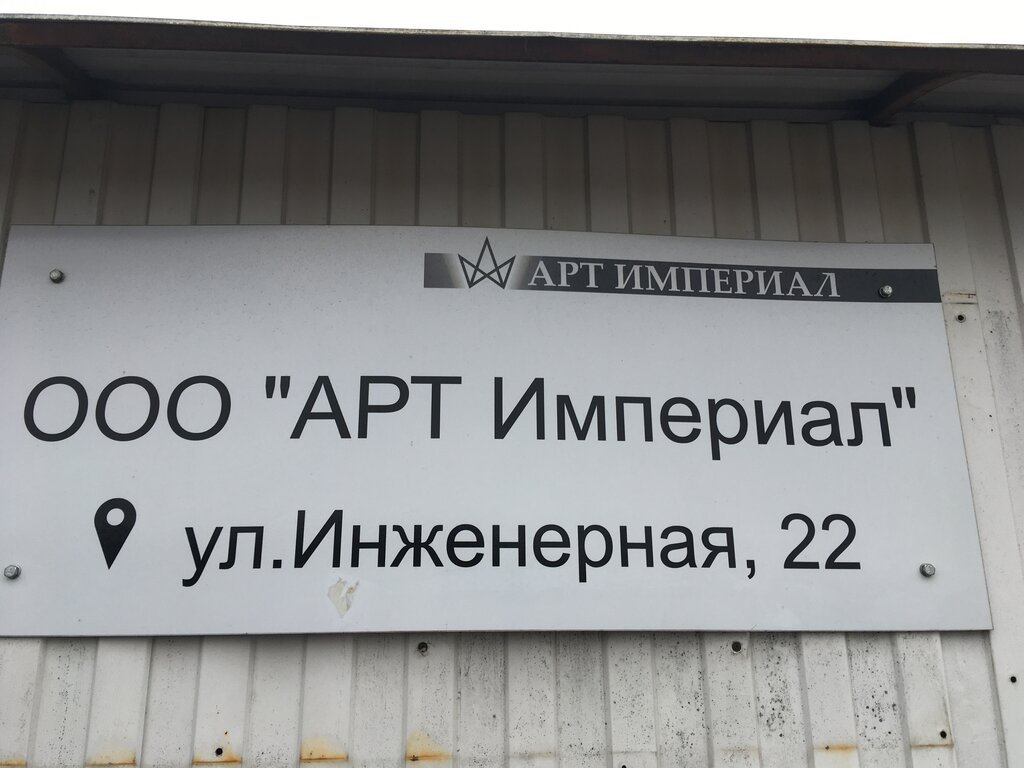 АРТ ИМПЕРИАЛ
ООО "АРТ Империал"
ул.Инженерная, 22